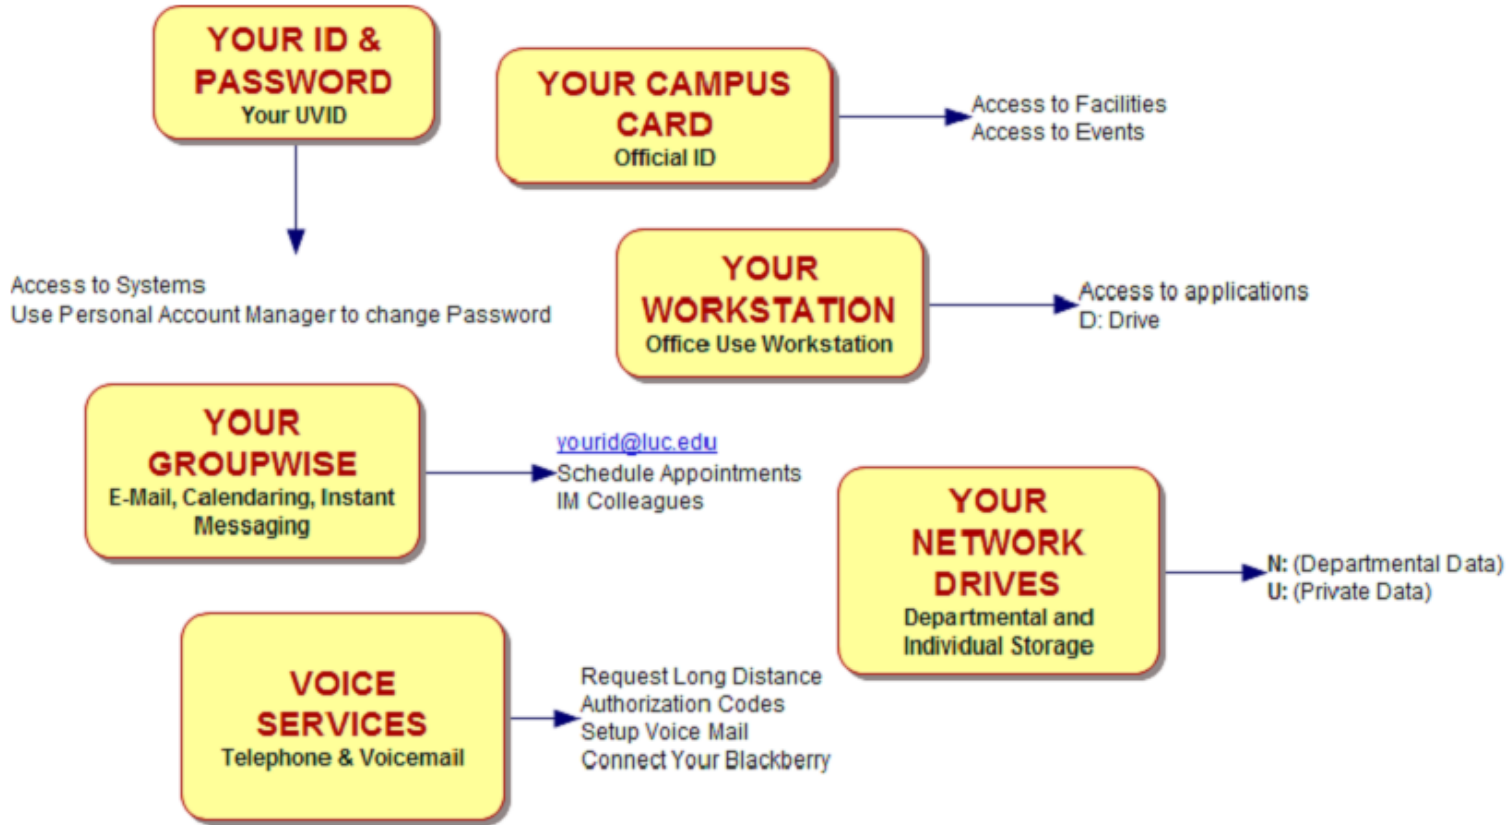 YOUR ID &
PASSWORD
Your UVID
Access to Systems
Use Personal Account Manager to change Password
YOUR CAMPUS
CARD
Official ID
Access to Facilities
Access to Events
YOUR
WORKSTATION
Office Use Workstation
Access to applications
D: Drive
YOUR
GROUPWISE
E-Mail, Calendaring, Instant
Messaging
yourid@luc.edu
Schedule Appointments
IM Colleagues
YOUR
NETWORK
DRIVES
Departmental and
Individual Storage
N: (Departmental Data)
U: (Private Data)
VOICE
SERVICES
Telephone & Voicemail
Request Long Distance
Authorization Codes
Setup Voice Mail
Connect Your Blackberry